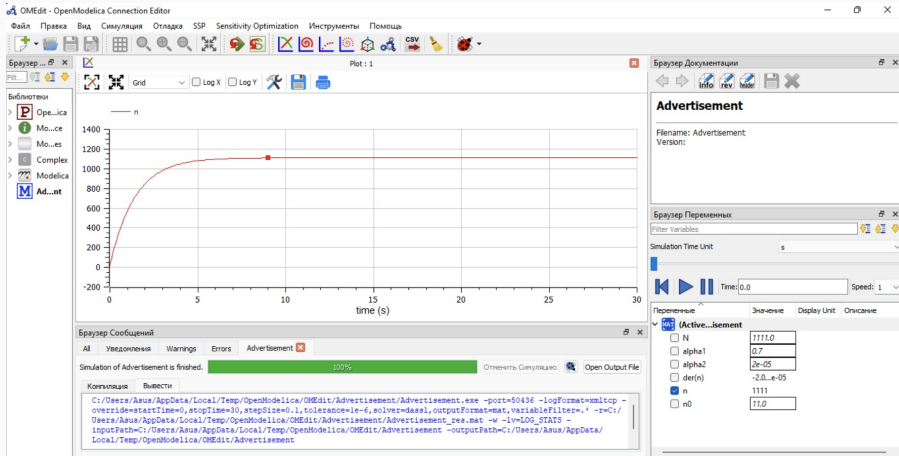 OMEdit - OpenModelica Connection Editor
Файл Правка Вид Симуляция Отладка SSP Sensitivity Optimization Инструменты Помощь
CSV
Браузер ...
Filt...
Библиотеки
P Ope...ica
Mo...ce
Mo...es
C Complex
Modelica
M Ad...nt
Plot : 1
Grid Log X Log Y
n
1400
1200
1000
800
600
400
200
0
-200
0 5 10 15 20 25 30
time (s)
Браузер Сообщений
All Уведомления Warnings Errors Advertisement
Simulation of Advertisement is finished. 100% Отменить Симуляцию Open Output File
Компиляция Вывести
C:/Users/Asus/AppData/Local/Temp/OpenModelica/OMEdit/Advertisement/Advertisement.exe -port=50436 -logFormat=xmltcp -
override=startTime=0,stopTime=30,stepSize=0.1,tolerance=1e-6,solver=dassl,outputFormat=mat,variableFilter=.* -r=C:/
Users/Asus/AppData/Local/Temp/OpenModelica/OMEdit/Advertisement/Advertisement_res.mat -w -lv=LOG_STATS -
inputPath=C:/Users/Asus/AppData/Local/Temp/OpenModelica/OMEdit/Advertisement -outputPath=C:/Users/Asus/AppData/
Local/Temp/OpenModelica/OMEdit/Advertisement
Браузер Документации
info rev header
Advertisement
Filename: Advertisement
Version:
Браузер Переменных
Filter Variables
Simulation Time Unit s
Time: 0.0 Speed: 1
Переменные Значение Display Unit Описание
MAT (Active...isement
N 1111.0
alpha1 0.7
alpha2 2e-05
der(n) -2.0...e-05
n 1111
n0 11.0